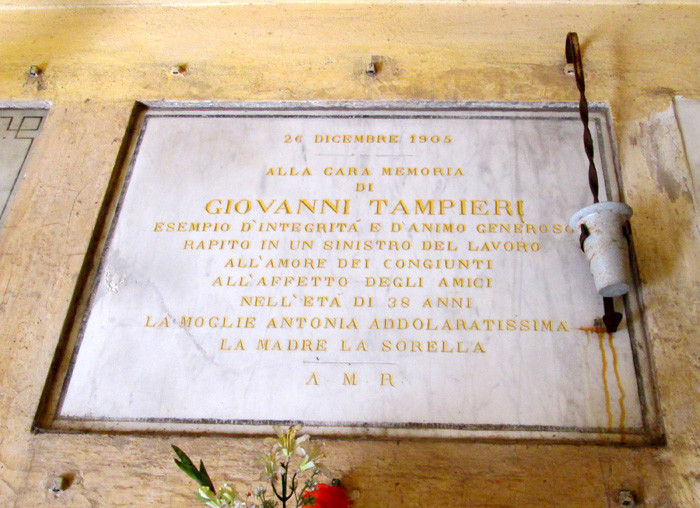 26 DICEMBRE 1905
ALLA CARA MEMORIA
DI
GIOVANNI TAMPIERI
ESEMPIO D'INTEGRITÀ E D'ANIMO GENEROSO
RAPITO IN UN SINISTRO DEL LAVORO
ALL'AMORE DEI CONGIUNTI
ALL'AFFETTO DEGLI AMICI
NELL'ETÀ DI 38 ANNI
LA MOGLIE ANTONIA ADDOLORATISSIMA
LA MADRE LA SORELLA
A M R